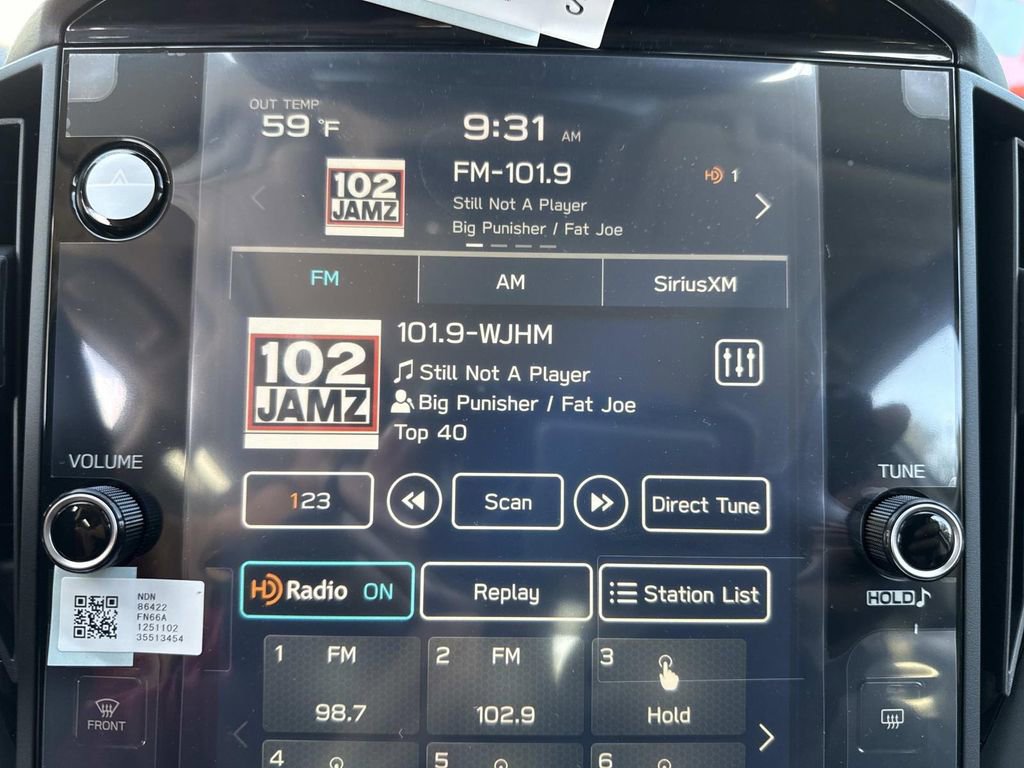 S
OUT TEMP
59 °F
9:31 AM
102
JAMZ
FM-101.9
HD 1
Still Not A Player
Big Punisher / Fat Joe
FM
AM
SiriusXM
102
JAMZ
101.9-WJHM
Still Not A Player
Big Punisher / Fat Joe
Top 40
VOLUME
TUNE
123
Scan
Direct Tune
HD Radio ON
Replay
Station List
HOLD
NDN
86422
FN66A
1251102
35513454
1 FM
98.7
2 FM
102.9
3
Hold
FRONT
4
5
6